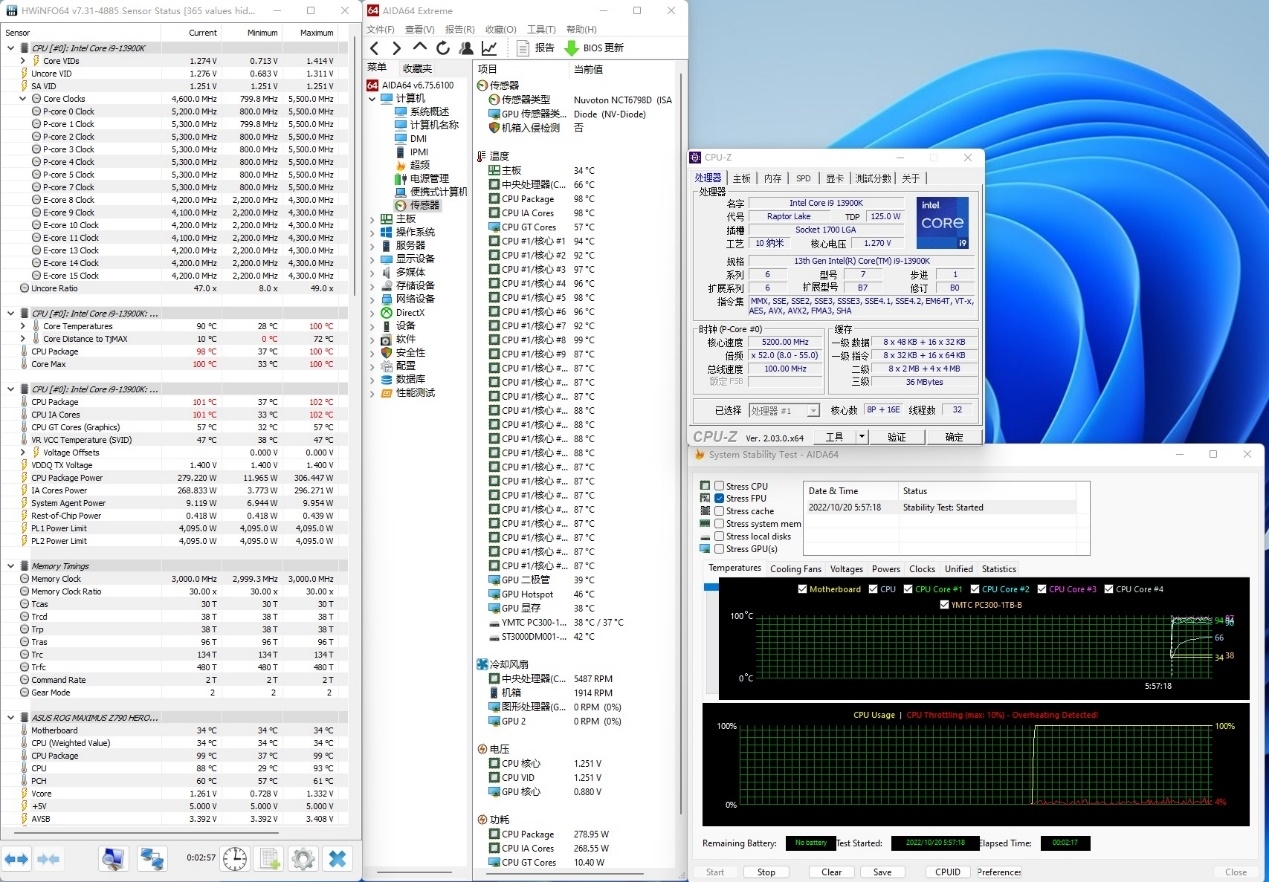 HWiNFO64 v7.31-4885 Sensor Status [365 values hid...
Sensor Current Minimum Maximum
CPU [#0]: Intel Core i9-13900K
Core VIDs 1.274 V 0.713 V 1.414 V
Uncore VID 1.276 V 0.683 V 1.311 V
SA VID 1.251 V 1.251 V 1.251 V
Core Clocks 4,600.0 MHz 799.8 MHz 5,500.0 MHz
P-core 0 Clock 5,200.0 MHz 800.0 MHz 5,500.0 MHz
P-core 1 Clock 5,300.0 MHz 799.8 MHz 5,500.0 MHz
P-core 2 Clock 5,300.0 MHz 800.0 MHz 5,500.0 MHz
P-core 3 Clock 5,300.0 MHz 800.0 MHz 5,500.0 MHz
P-core 4 Clock 5,300.0 MHz 800.0 MHz 5,500.0 MHz
P-core 5 Clock 5,300.0 MHz 800.0 MHz 5,500.0 MHz
P-core 7 Clock 5,300.0 MHz 800.0 MHz 5,500.0 MHz
E-core 8 Clock 4,200.0 MHz 2,200.0 MHz 4,300.0 MHz
E-core 9 Clock 4,100.0 MHz 2,200.0 MHz 4,300.0 MHz
E-core 10 Clock 4,200.0 MHz 2,200.0 MHz 4,300.0 MHz
E-core 11 Clock 4,100.0 MHz 2,200.0 MHz 4,300.0 MHz
E-core 13 Clock 4,200.0 MHz 2,200.0 MHz 4,300.0 MHz
E-core 14 Clock 4,200.0 MHz 2,200.0 MHz 4,300.0 MHz
E-core 15 Clock 4,200.0 MHz 2,200.0 MHz 4,300.0 MHz
Uncore Ratio 47.0 x 8.0 x 49.0 x
CPU [#0]: Intel Core i9-13900K: ...
Core Temperatures 90 °C 28 °C 100 °C
Core Distance to TjMAX 10 °C 0 °C 72 °C
CPU Package 98 °C 37 °C 100 °C
Core Max 100 °C 33 °C 100 °C
CPU [#0]: Intel Core i9-13900K: ...
CPU Package 101 °C 37 °C 102 °C
CPU IA Cores 101 °C 33 °C 102 °C
CPU GT Cores (Graphics) 57 °C 32 °C 57 °C
VR VCC Temperature (SVID) 47 °C 38 °C 47 °C
Voltage Offsets 0.000 V 0.000 V
VDDQ TX Voltage 1.400 V 1.400 V 1.400 V
CPU Package Power 279.220 W 11.965 W 306.447 W
IA Cores Power 268.833 W 3.773 W 296.271 W
System Agent Power 9.119 W 6.944 W 9.954 W
Rest-of-Chip Power 0.418 W 0.418 W 0.439 W
PL1 Power Limit 4,095.0 W 4,095.0 W 4,095.0 W
PL2 Power Limit 4,095.0 W 4,095.0 W 4,095.0 W
Memory Timings
Memory Clock 3,000.0 MHz 2,999.3 MHz 3,000.0 MHz
Memory Clock Ratio 30.00 x 30.00 x 30.00 x
Tcas 30 T 30 T 30 T
Trcd 38 T 38 T 38 T
Trp 38 T 38 T 38 T
Tras 96 T 96 T 96 T
Trc 134 T 134 T 134 T
Trfc 480 T 480 T 480 T
Command Rate 2 T 2 T 2 T
Gear Mode 2 2 2
ASUS ROG MAXIMUS Z790 HERO...
Motherboard 34 °C 34 °C 34 °C
CPU (Weighted Value) 34 °C 34 °C 34 °C
CPU Package 99 °C 37 °C 99 °C
CPU 88 °C 29 °C 93 °C
PCH 60 °C 57 °C 61 °C
Vcore 1.261 V 0.728 V 1.332 V
+5V 5.000 V 5.000 V 5.000 V
AVSB 3.392 V 3.392 V 3.408 V
0:02:57
64 AIDA64 Extreme
文件(F) 查看(V) 报告(R) 收藏(O) 工具(T) 帮助(H)
报告 BIOS 更新
菜单 收藏夹
64 AIDA64 v6.75.6100
计算机
系统概述
计算机名称
DMI
IPMI
超频
电源管理
便携式计算机
传感器
主板
操作系统
服务器
显示设备
多媒体
存储设备
网络设备
DirectX
设备
软件
安全性
配置
数据库
性能测试
项目 当前值
传感器
传感器类型 Nuvoton NCT6798D (ISA
GPU 传感器类... Diode (NV-Diode)
机箱入侵检测 否
温度
主板 34 °C
中央处理器(C... 66 °C
CPU Package 98 °C
CPU IA Cores 98 °C
CPU GT Cores 57 °C
CPU #1/核心 #1 94 °C
CPU #1/核心 #2 92 °C
CPU #1/核心 #3 97 °C
CPU #1/核心 #4 96 °C
CPU #1/核心 #5 98 °C
CPU #1/核心 #6 96 °C
CPU #1/核心 #7 92 °C
CPU #1/核心 #8 99 °C
CPU #1/核心 #9 87 °C
CPU #1/核心 #... 87 °C
CPU #1/核心 #... 87 °C
CPU #1/核心 #... 87 °C
CPU #1/核心 #... 88 °C
CPU #1/核心 #... 88 °C
CPU #1/核心 #... 88 °C
CPU #1/核心 #... 88 °C
CPU #1/核心 #... 87 °C
CPU #1/核心 #... 87 °C
CPU #1/核心 #... 87 °C
CPU #1/核心 #... 87 °C
CPU #1/核心 #... 87 °C
CPU #1/核心 #... 87 °C
CPU #1/核心 #... 87 °C
CPU #1/核心 #... 87 °C
GPU 二极管 39 °C
GPU Hotspot 46 °C
GPU 显存 38 °C
YMTC PC300-1... 38 °C / 37 °C
ST3000DM001-... 42 °C
冷却风扇
中央处理器(C... 5487 RPM
机箱 1914 RPM
图形处理器(G... 0 RPM (0%)
GPU 2 0 RPM (0%)
电压
CPU 核心 1.251 V
CPU VID 1.251 V
GPU 核心 0.880 V
功耗
CPU Package 278.95 W
CPU IA Cores 268.55 W
CPU GT Cores 10.40 W
CPU-Z
处理器 主板 内存 SPD 显卡 测试分数 关于
处理器
名字 Intel Core i9 13900K
代号 Raptor Lake TDP 125.0 W
插槽 Socket 1700 LGA
工艺 10 纳米 核心电压 1.270 V
intel CORE i9
规格 13th Gen Intel(R) Core(TM) i9-13900K
系列 6 型号 7 步进 1
扩展系列 6 扩展型号 B7 修订 B0
指令集 MMX, SSE, SSE2, SSE3, SSSE3, SSE4.1, SSE4.2, EM64T, VT-x,
AES, AVX, AVX2, FMA3, SHA
时钟 (P-Core #0) 缓存
核心速度 5200.00 MHz 一级 数据 8 x 48 KB + 16 x 32 KB
倍频 x 52.0 (8.0 - 55.0) 一级 指令 8 x 32 KB + 16 x 64 KB
总线速度 100.00 MHz 二级 8 x 2 MB + 4 x 4 MB
额定 FSB 三级 36 MBytes
已选择 处理器 #1 核心数 8P + 16E 线程数 32
CPU-Z Ver. 2.03.0.x64 工具 验证 确定
System Stability Test - AIDA64
Stress CPU
Stress FPU
Stress cache
Stress system mem
Stress local disks
Stress GPU(s)
Date & Time Status
2022/10/20 5:57:18 Stability Test: Started
Temperatures Cooling Fans Voltages Powers Clocks Unified Statistics
Motherboard CPU CPU Core #1 CPU Core #2 CPU Core #3 CPU Core #4
YMTC PC300-1TB-B
100°C
66
34 38
0°C
5:57:18
CPU Usage | CPU Throttling (max: 10%) - Overheating Detected!
100% 100%
0% 4%
Remaining Battery: No battery Test Started: 2022/10/20 5:57:18 Elapsed Time: 00:02:17
Start Stop Clear Save CPUID Preferences Close